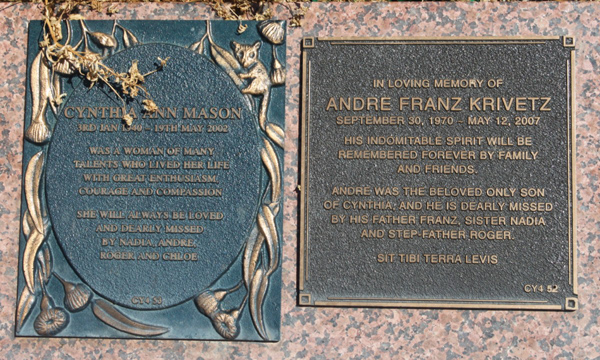 CYNTHIA ANN MASON
3RD JAN 1940 - 19TH MAY 2002
WAS A WOMAN OF MANY
TALENTS WHO LIVED HER LIFE
WITH GREAT ENTHUSIASM,
COURAGE AND COMPASSION.
SHE WILL ALWAYS BE LOVED
AND DEARLY MISSED
BY NADIA, ANDRE,
ROGER AND CHLOE
CY4 50
IN LOVING MEMORY OF
ANDRE FRANZ KRIVETZ
SEPTEMBER 30, 1970 - MAY 12, 2007
HIS INDOMITABLE SPIRIT WILL BE
REMEMBERED FOREVER BY FAMILY
AND FRIENDS.
ANDRE WAS THE BELOVED ONLY SON
OF CYNTHIA, AND HE IS DEARLY MISSED
BY HIS FATHER FRANZ, SISTER NADIA
AND STEP-FATHER ROGER.
SIT TIBI TERRA LEVIS
CY4 52